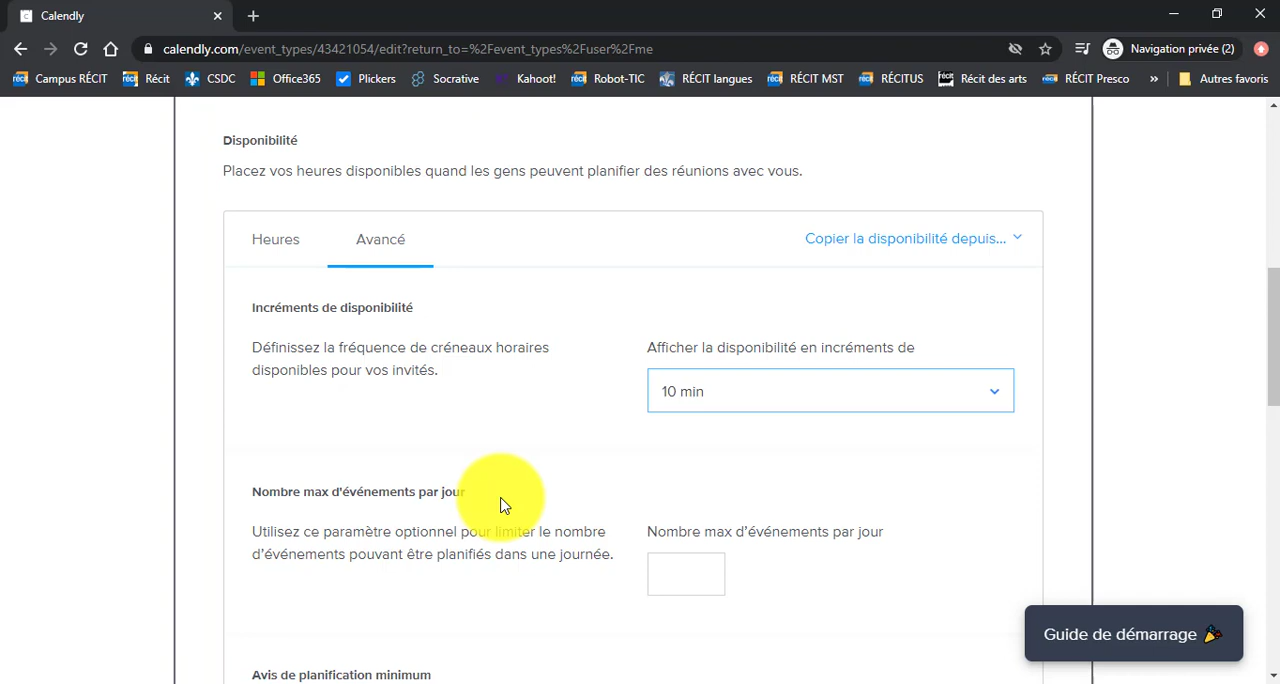 Calendly
calendly.com/event_types/43421054/edit?return_to=%2Fevent_types%2Fuser%2Fme
Navigation privée (2)
Campus RÉCIT Récit CSDC Office365 Plickers Socrative Kahoot! Robot-TIC RÉCIT langues RÉCIT MST RÉCITUS Récit des arts RÉCIT Presco » Autres favoris
Disponibilité
Placez vos heures disponibles quand les gens peuvent planifier des réunions avec vous.
Heures Avancé Copier la disponibilité depuis...
Incréments de disponibilité
Définissez la fréquence de créneaux horaires
disponibles pour vos invités.
Afficher la disponibilité en incréments de
10 min
Nombre max d'événements par jour
Utilisez ce paramètre optionnel pour limiter le nombre
d'événements pouvant être planifiés dans une journée.
Nombre max d'événements par jour
Guide de démarrage 🎉
Avis de planification minimum